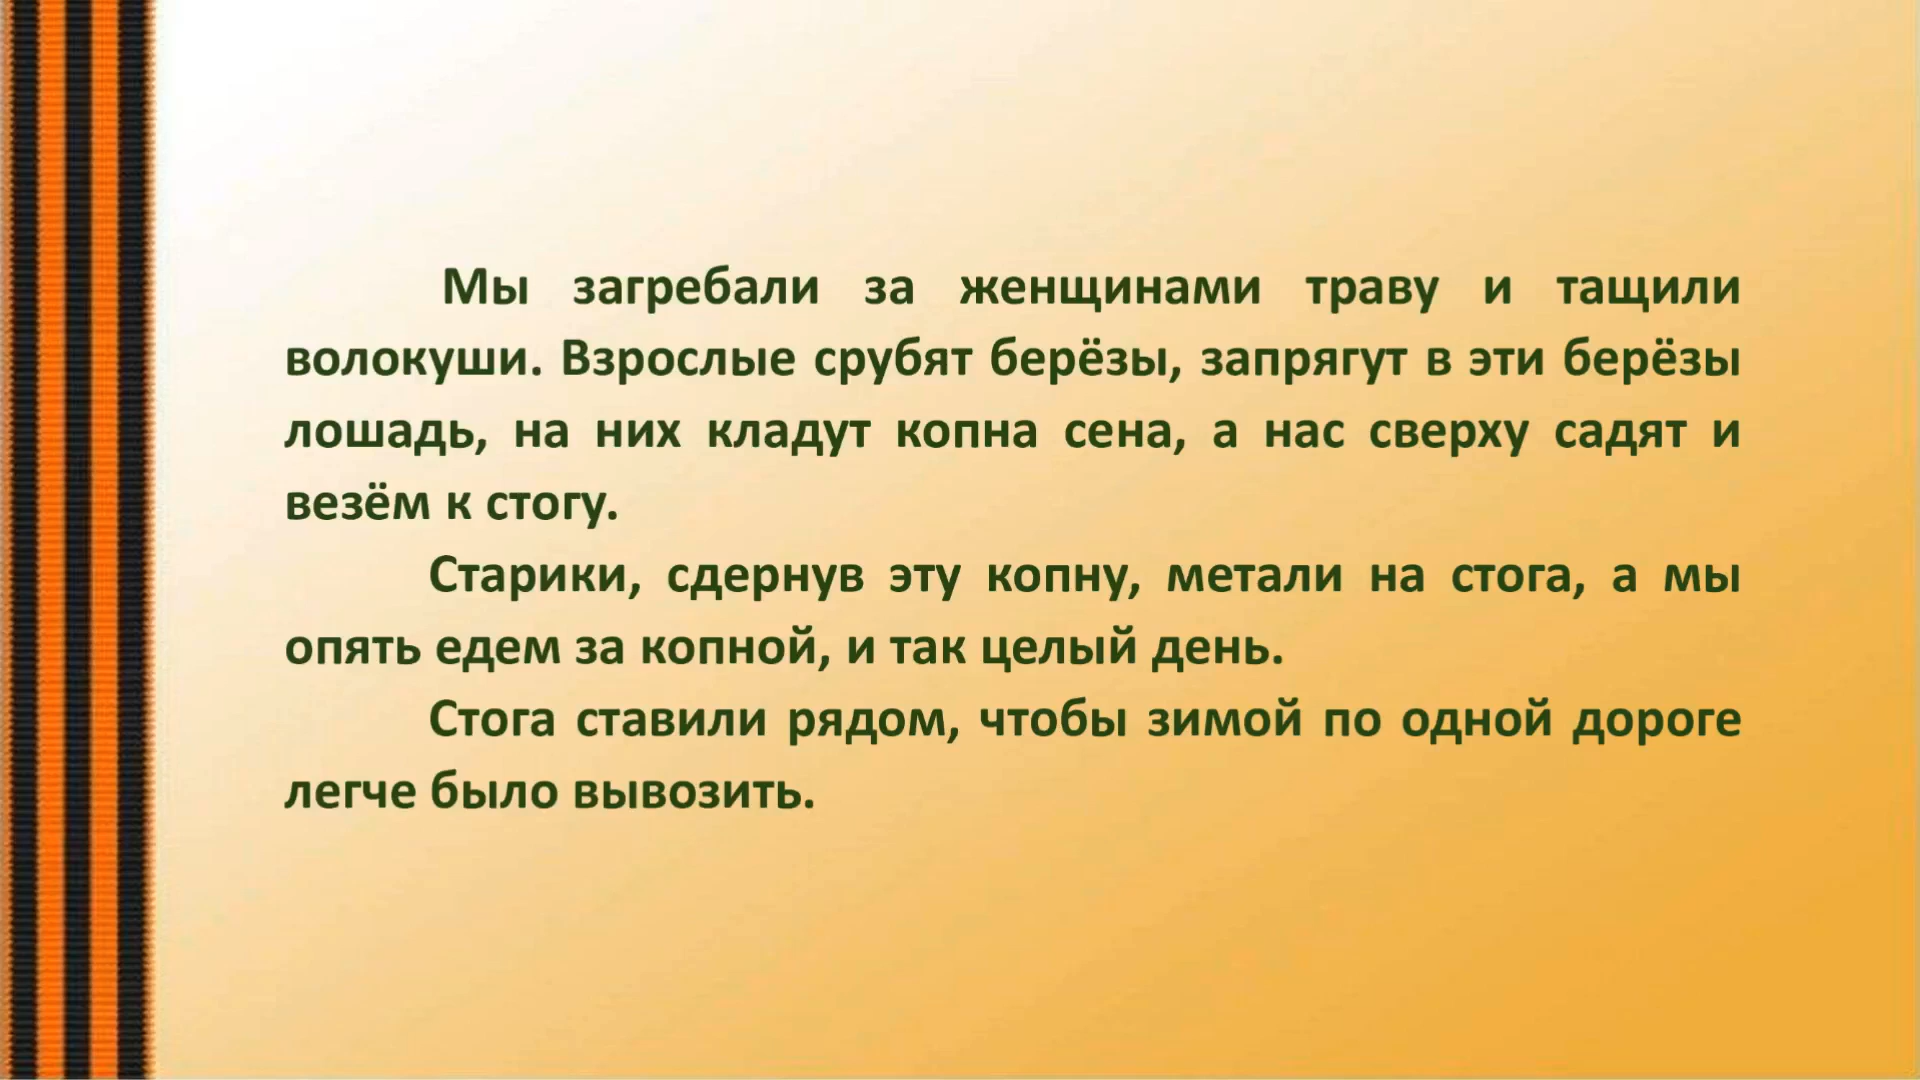 Мы загребали за женщинами траву и тащили
волокуши. Взрослые срубят берёзы, запрягут в эти берёзы
лошадь, на них кладут копна сена, а нас сверху садят и
везём к стогу.
Старики, сдернув эту копну, метали на стога, а мы
опять едем за копной, и так целый день.
Стога ставили рядом, чтобы зимой по одной дороге
легче было вывозить.